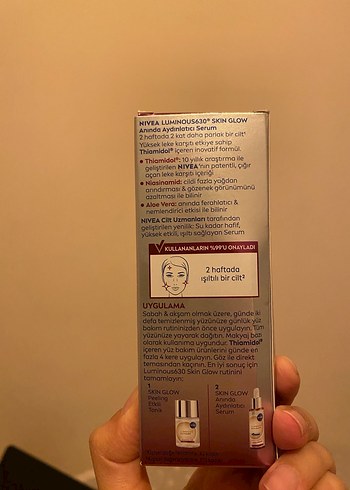 NIVEA LUMINOUS630® SKIN GLOW
Anında Aydınlatıcı Serum
2 haftada 2 kat daha parlak bir cilt¹
Yüksek leke karşıtı etkiye sahip
Thiamidol® içeren inovatif formül.
• Thiamidol®: 10 yıllık araştırma ile
geliştirilen NIVEA'nın patentli, çığır
açan leke karşıtı içeriği
• Niasinamid: cildi fazla yağdan
arındırması & gözenek görünümünü
azaltması ile bilinir
• Aloe Vera: anında ferahlatıcı &
nemlendirici etkisi ile bilinir
NIVEA Cilt Uzmanları tarafından
geliştirilen yenilik: Su kadar hafif,
yüksek etkili, ışıltı sağlayan Serum
KULLANANLARIN %99'U ONAYLADI
2 haftada
ışıltılı bir cilt²
UYGULAMA
Sabah & akşam olmak üzere, günde iki
defa temizlenmiş yüzünüze günlük yüz
bakım rutininizden önce uygulayın. Tüm
yüzünüze yayarak dağıtın. Makyaj bazı
olarak kullanıma uygundur. Thiamidol®
içeren yüz bakım ürünlerini günde en
fazla 4 kere uygulayın. Göz ile direkt
temasından kaçının. En iyi sonuç için
Luminous630 Skin Glow rutinini
tamamlayın:
1
SKIN GLOW
Peeling
Etkili
Tonik
2
SKIN GLOW
Anında
Aydınlatıcı
Serum